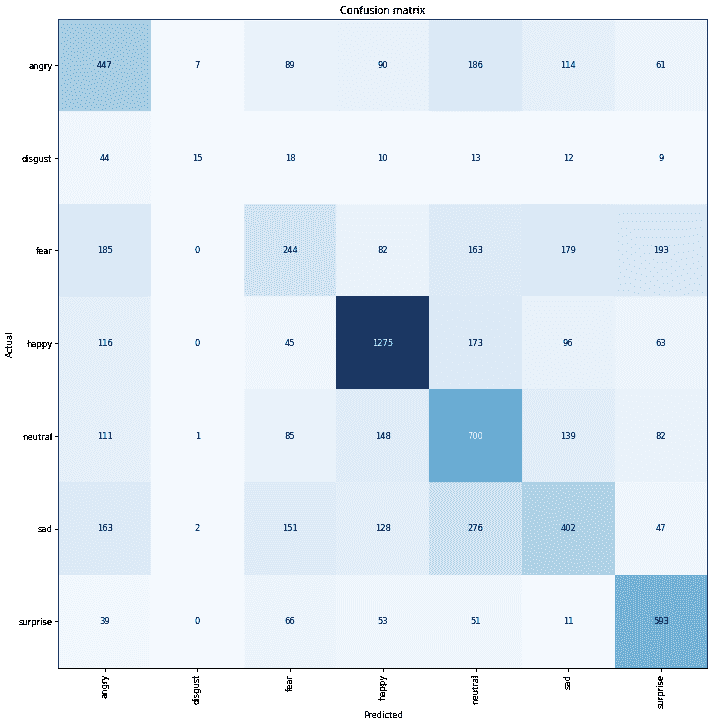 Confusion matrix
angry 447 7 89 90 186 114 61
disgust 44 15 18 10 13 12 9
fear 185 0 244 82 163 179 193
Actual
happy 116 0 45 1275 173 96 63
neutral 111 1 85 148 700 139 82
sad 163 2 151 128 276 402 47
surprise 39 0 66 53 51 11 593
angry disgust fear happy neutral sad surprise
Predicted